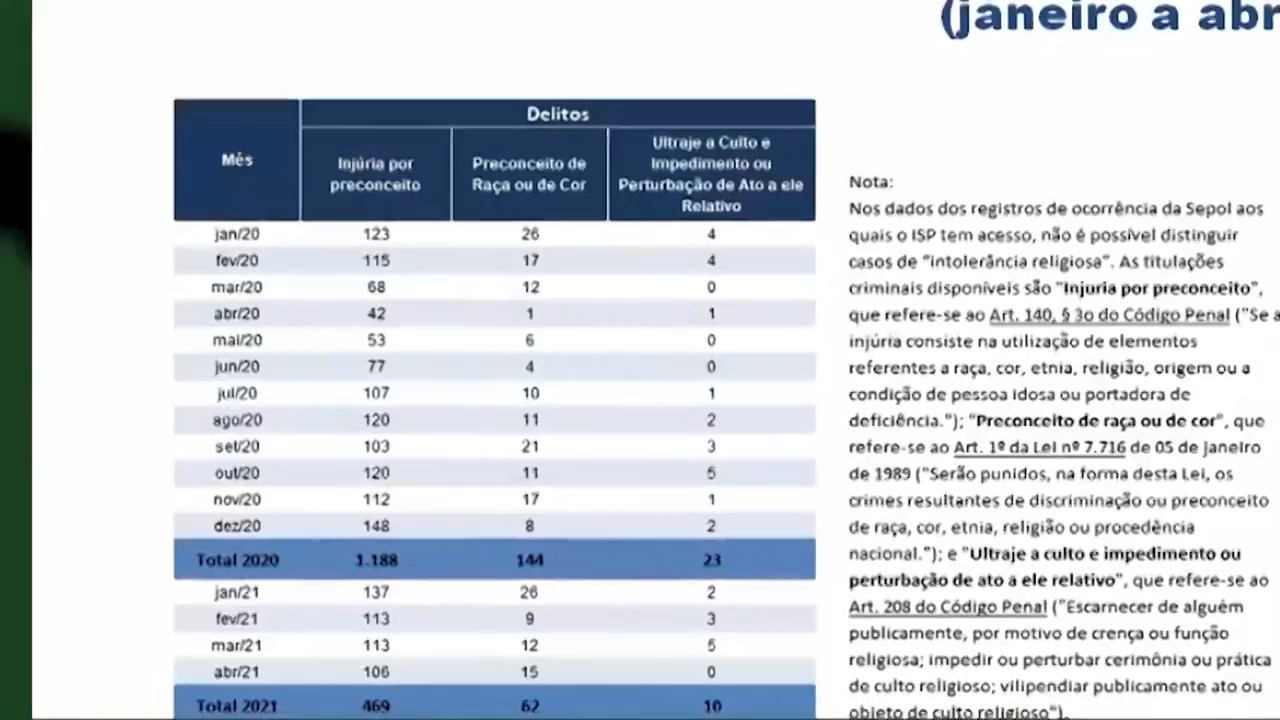 (janeiro a abr
Delitos
Mês
Injúria por
preconceito
Preconceito de
Raça ou de Cor
Ultraje a Culto e
Impedimento ou
Perturbação de Ato a ele
Relativo
jan/20 123 26 4
fev/20 115 17 4
mar/20 68 12 0
abr/20 42 1 1
mai/20 53 6 0
jun/20 77 4 0
jul/20 107 10 1
ago/20 120 11 2
set/20 103 21 3
out/20 120 11 5
nov/20 112 17 1
dez/20 148 8 2
Total 2020 1.188 144 23
jan/21 137 26 2
fev/21 113 9 3
mar/21 113 12 5
abr/21 106 15 0
Total 2021 469 62 10
Nota:
Nos dados dos registros de ocorrência da Sepol aos
quais o ISP tem acesso, não é possível distinguir
casos de "intolerância religiosa". As titulações
criminais disponíveis são "Injuria por preconceito",
que refere-se ao Art. 140, § 3o do Código Penal ("Se a
injúria consiste na utilização de elementos
referentes a raça, cor, etnia, religião, origem ou a
condição de pessoa idosa ou portadora de
deficiência."); "Preconceito de raça ou de cor", que
refere-se ao Art. 1º da Lei nº 7.716 de 05 de Janeiro
de 1989 ("Serão punidos, na forma desta Lei, os
crimes resultantes de discriminação ou preconceito
de raça, cor, etnia, religião ou procedência
nacional."); e "Ultraje a culto e impedimento ou
perturbação de ato a ele relativo", que refere-se ao
Art. 208 do Código Penal ("Escarnecer de alguém
publicamente, por motivo de crença ou função
religiosa; impedir ou perturbar cerimônia ou prática
de culto religioso; vilipendiar publicamente ato ou
objeto de culto religioso").